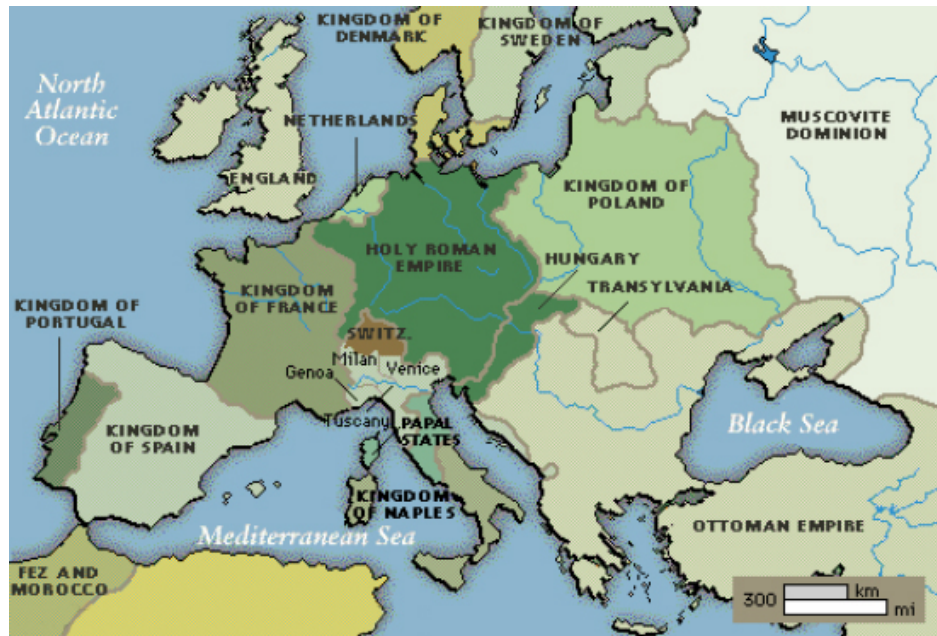 KINGDOM OF
DENMARK
KINGDOM OF
SWEDEN
North
Atlantic
Ocean
NETHERLANDS
MUSCOVITE
DOMINION
ENGLAND
KINGDOM OF
POLAND
HOLY ROMAN
EMPIRE
HUNGARY
TRANSYLVANIA
KINGDOM
OF FRANCE
KINGDOM OF
PORTUGAL
SWITZ.
Milan
Venice
Genoa
Tuscany
PAPAL
STATES
Black Sea
KINGDOM
OF SPAIN
KINGDOM
OF NAPLES
Mediterranean Sea
OTTOMAN EMPIRE
FEZ AND
MOROCCO
300
km
mi